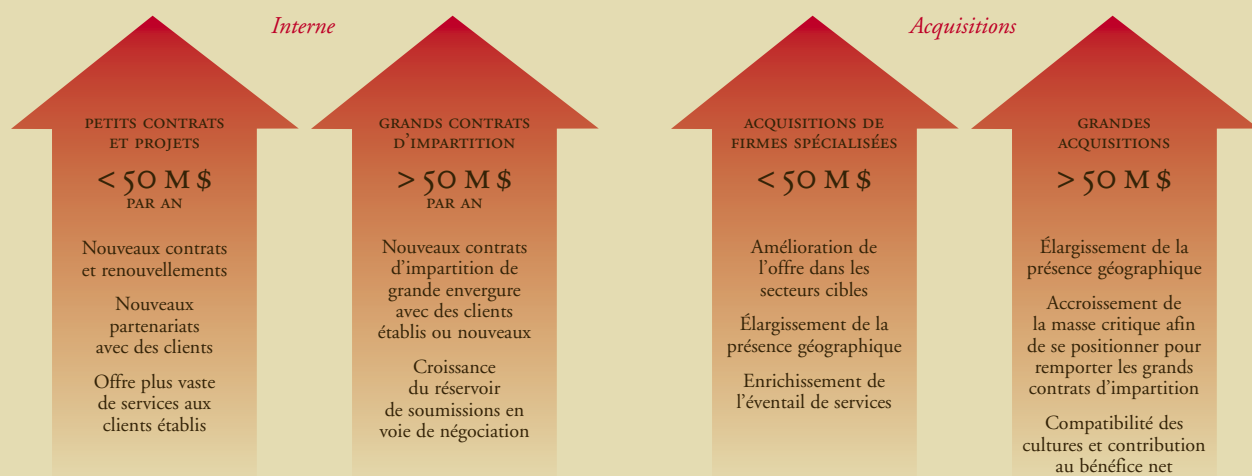 Interne
PETITS CONTRATS
ET PROJETS
< 50 M $
PAR AN
Nouveaux contrats
et renouvellements
Nouveaux
partenariats
avec des clients
Offre plus vaste
de services aux
clients établis
GRANDS CONTRATS
D'IMPARTITION
> 50 M $
PAR AN
Nouveaux contrats
d'impartition de
grande envergure
avec des clients
établis ou nouveaux
Croissance
du réservoir
de soumissions en
voie de négociation
Acquisitions
ACQUISITIONS DE
FIRMES SPÉCIALISÉES
< 50 M $
Amélioration de
l'offre dans les
secteurs cibles
Élargissement de la
présence géographique
Enrichissement de
l'éventail de services
GRANDES
ACQUISITIONS
> 50 M $
Élargissement de la
présence géographique
Accroissement de
la masse critique afin
de se positionner pour
remporter les grands
contrats d'impartition
Compatibilité des
cultures et contribution
au bénéfice net